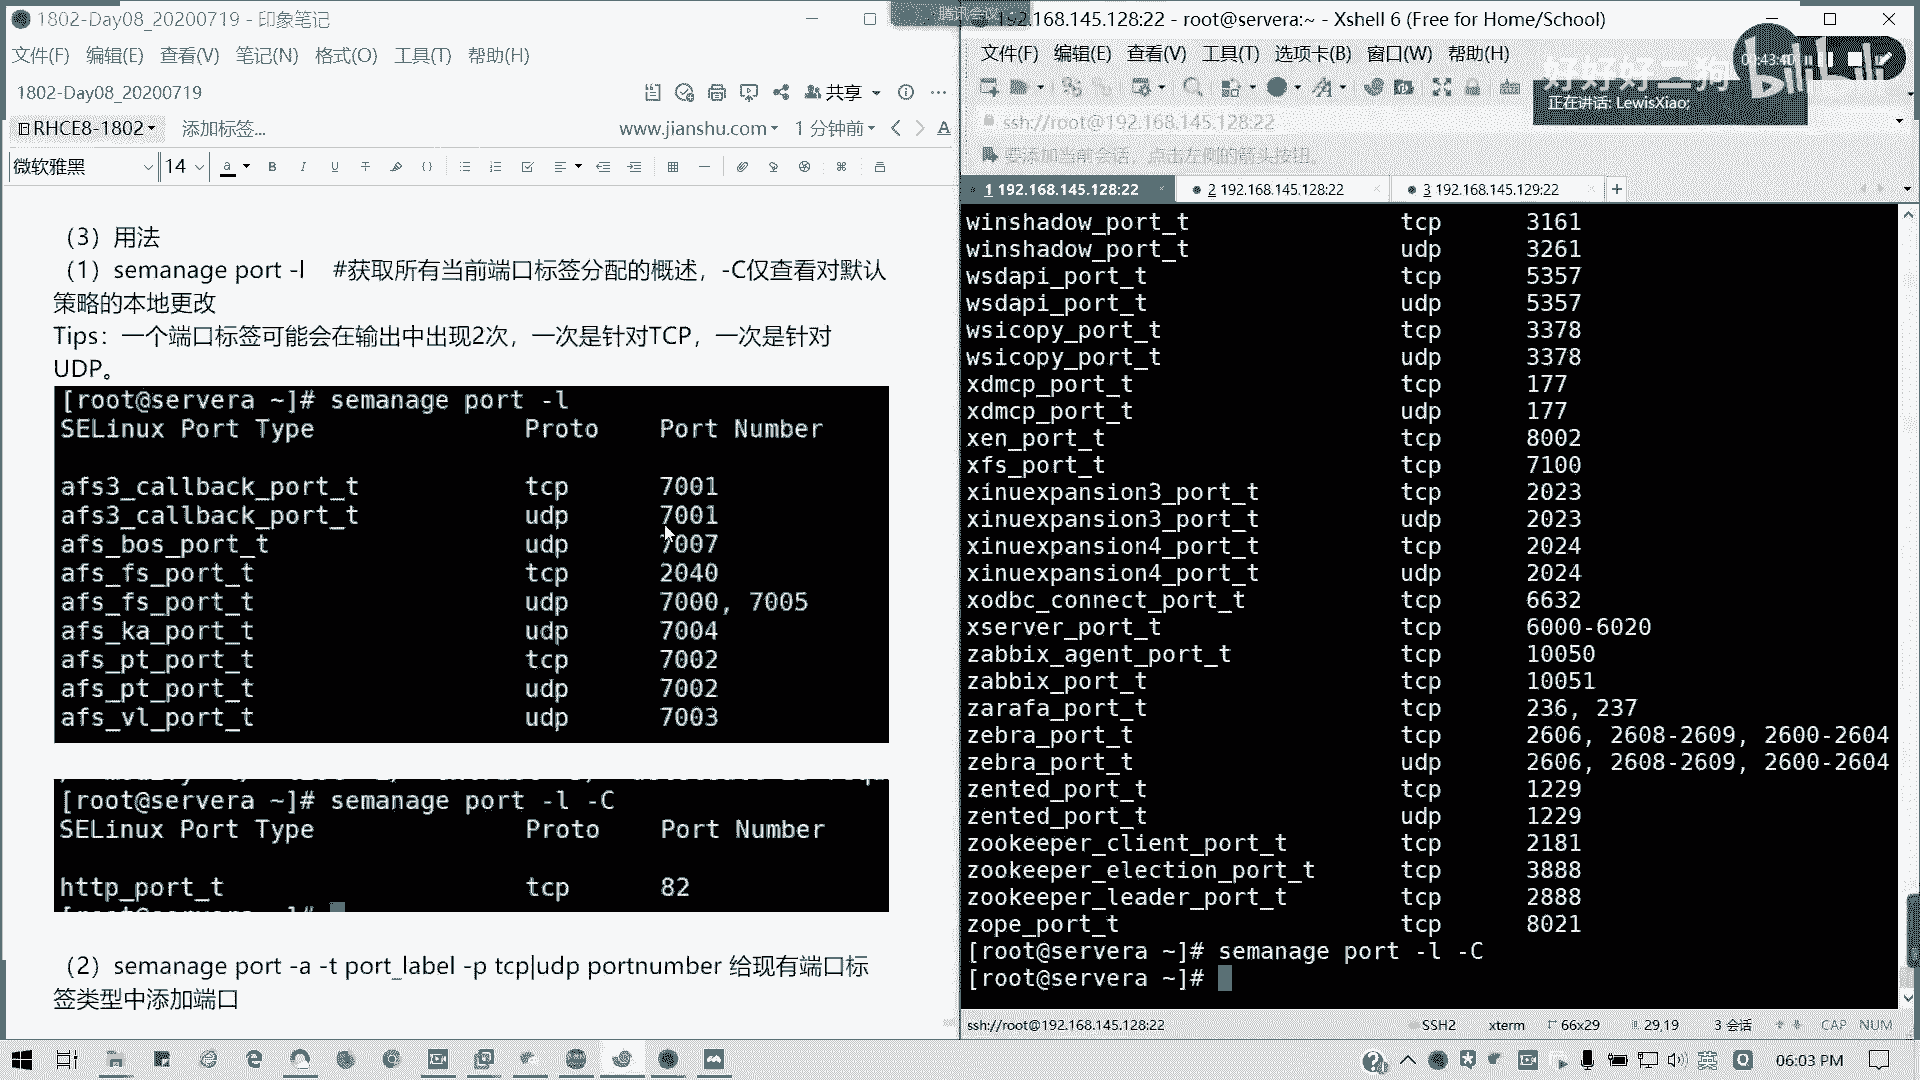 1802-Day08_20200719 - 印象笔记
文件(F) 编辑(E) 查看(V) 笔记(N) 格式(O) 工具(T) 帮助(H)
1802-Day08_20200719
共享
RHCE8-1802
添加标签...
www.jianshu.com
1 分钟前
微软雅黑
14
（3）用法
（1）semanage port -l #获取所有当前端口标签分配的概述，-C仅查看对默认
策略的本地更改
Tips：一个端口标签可能会在输出中出现2次，一次是针对TCP，一次是针对
UDP。
[root@servera ~]# semanage port -l
SELinux Port Type Proto Port Number
afs3_callback_port_t tcp 7001
afs3_callback_port_t udp 7001
afs_bos_port_t udp 7007
afs_fs_port_t tcp 2040
afs_fs_port_t udp 7000, 7005
afs_ka_port_t udp 7004
afs_pt_port_t tcp 7002
afs_pt_port_t udp 7002
afs_vl_port_t udp 7003
[root@servera ~]# semanage port -l -C
SELinux Port Type Proto Port Number
http_port_t tcp 82
（2）semanage port -a -t port_label -p tcp|udp portnumber 给现有端口标
签类型中添加端口
腾讯会议
192.168.145.128:22 - root@servera:~ - Xshell 6 (Free for Home/School)
文件(F) 编辑(E) 查看(V) 工具(T) 选项卡(B) 窗口(W) 帮助(H)
00:43:40
好好好二狗
bilibili
正在讲话: LewisXiao;
ssh://root@192.168.145.128:22
要添加当前会话，点击左侧的箭头按钮。
1 192.168.145.128:22
2 192.168.145.128:22
3 192.168.145.129:22
winshadow_port_t tcp 3161
winshadow_port_t udp 3261
wsdapi_port_t tcp 5357
wsdapi_port_t udp 5357
wsicopy_port_t tcp 3378
wsicopy_port_t udp 3378
xdmcp_port_t tcp 177
xdmcp_port_t udp 177
xen_port_t tcp 8002
xfs_port_t tcp 7100
xinuexpansion3_port_t tcp 2023
xinuexpansion3_port_t udp 2023
xinuexpansion4_port_t tcp 2024
xinuexpansion4_port_t udp 2024
xodbc_connect_port_t tcp 6632
xserver_port_t tcp 6000-6020
zabbix_agent_port_t tcp 10050
zabbix_port_t tcp 10051
zarafa_port_t tcp 236, 237
zebra_port_t tcp 2606, 2608-2609, 2600-2604
zebra_port_t udp 2606, 2608-2609, 2600-2604
zented_port_t tcp 1229
zented_port_t udp 1229
zookeeper_client_port_t tcp 2181
zookeeper_election_port_t tcp 3888
zookeeper_leader_port_t tcp 2888
zope_port_t tcp 8021
[root@servera ~]# semanage port -l -C
[root@servera ~]#
ssh://root@192.168.145.128:22 SSH2 xterm 66x29 29,19 3 会话 CAP NUM
英
06:03 PM